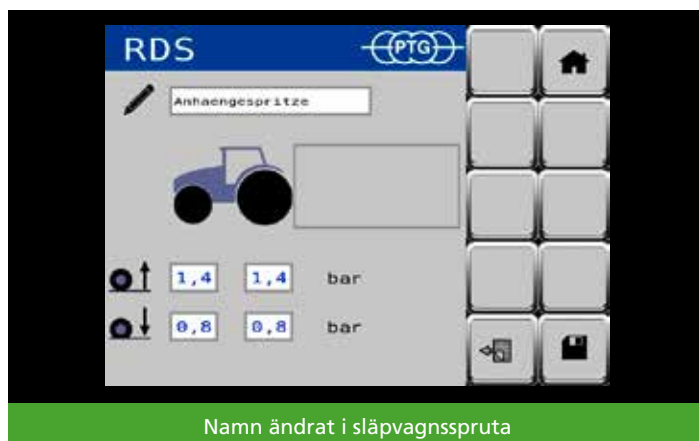 RDS PTG
Anhaengespritze
1,4 1,4 bar
0,8 0,8 bar
Namn ändrat i släpvagnsspruta